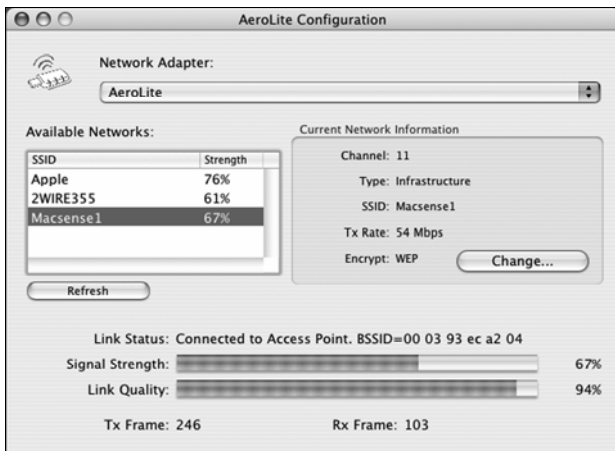 AeroLite Configuration
Network Adapter:
AeroLite
Available Networks:
SSID Strength
Apple 76%
2WIRE355 61%
Macsense1 67%
Refresh
Current Network Information
Channel: 11
Type: Infrastructure
SSID: Macsense1
Tx Rate: 54 Mbps
Encrypt: WEP Change...
Link Status: Connected to Access Point. BSSID=00 03 93 ec a2 04
Signal Strength: 67%
Link Quality: 94%
Tx Frame: 246 Rx Frame: 103